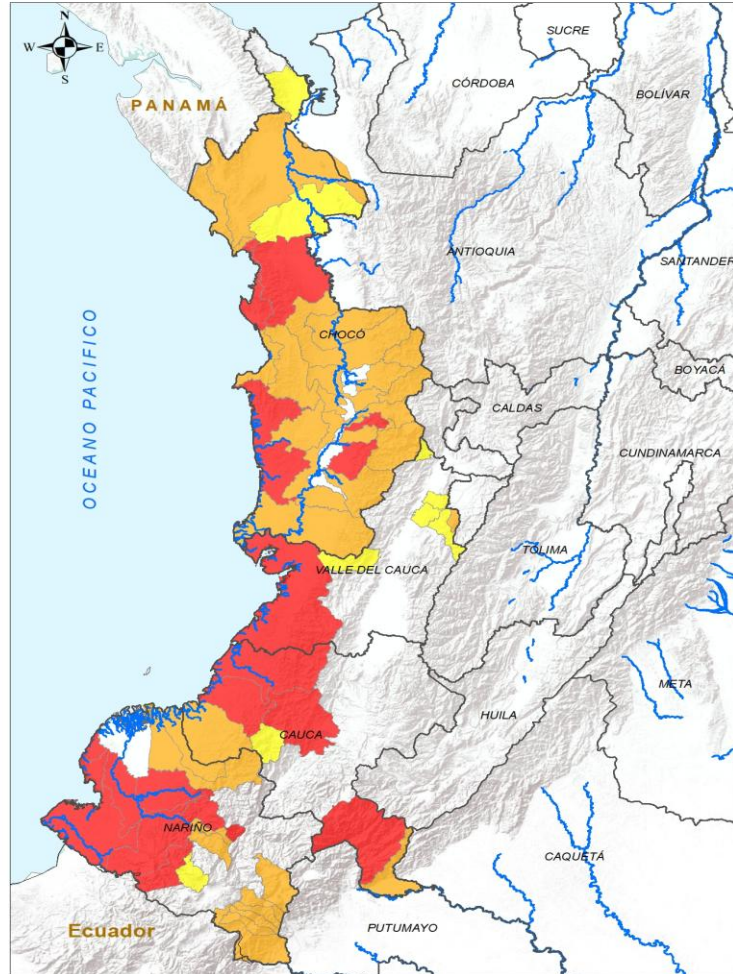 SUCRE
N
W E
S
CÓRDOBA
BOLÍVAR
PANAMÁ
ANTIOQUIA
SANTANDER
OCEANO PACIFICO
CHOCÓ
BOYACÁ
CALDAS
CUNDINAMARCA
TOLIMA
VALLE DEL CAUCA
META
HUILA
CAUCA
NARIÑO
CAQUETÁ
PUTUMAYO
Ecuador